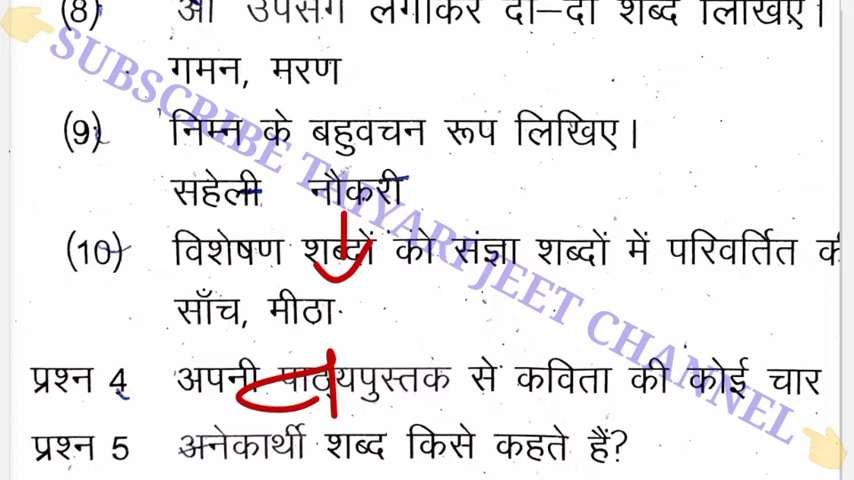 (8) आ उपसर्ग लगाकर दो-दो शब्द लिखिए।
गमन, मरण
(9) निम्न के बहुवचन रूप लिखिए।
सहेली नौकरी
(10) विशेषण शब्दों को संज्ञा शब्दों में परिवर्तित
साँच, मीठा
प्रश्न 4 अपनी पाठ्यपुस्तक से कविता की कोई चार
प्रश्न 5 अनेकार्थी शब्द किसे कहते हैं?
SUBSCRIBE TAIYARI JEET CHANNEL